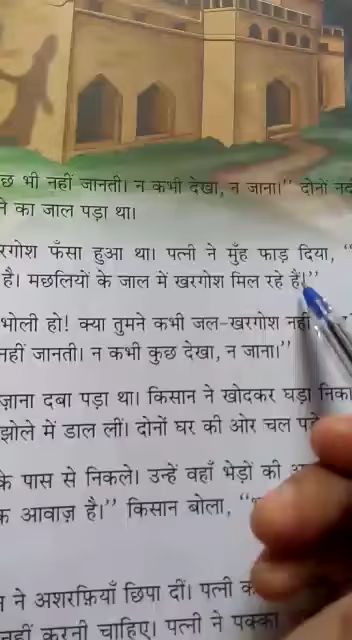 छ भी नहीं जानती। न कभी देखा, न जाना।'' दोनों नद
ने का जाल पड़ा था।
रगोश फँसा हुआ था। पत्नी ने मुँह फाड़ दिया, ''
है। मछलियों के जाल में खरगोश मिल रहे हैं।''
भोली हो! क्या तुमने कभी जल-खरगोश नहीं
नहीं जानती। न कभी कुछ देखा, न जाना।''
ज़ाना दबा पड़ा था। किसान ने खोदकर घड़ा निका
झोले में डाल लीं। दोनों घर की ओर चल
के पास से निकले। उन्हें वहाँ भेड़ों की
क आवाज़ है।'' किसान बोला, ''
ने अशरफ़ियाँ छिपा दीं। पत्नी
नहीं करनी चाहिए। पत्नी ने पक्का